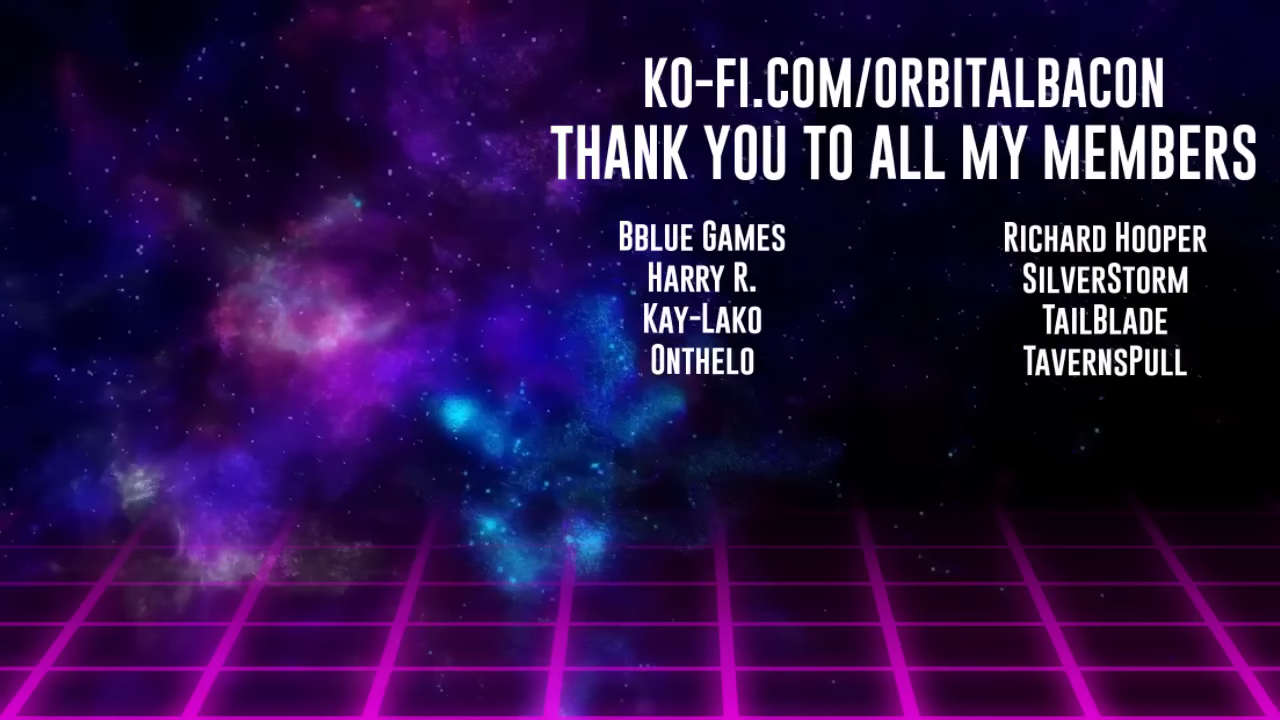 KO-FI.COM/ORBITALBACON
THANK YOU TO ALL MY MEMBERS
BBLUE GAMES
HARRY R.
KAY-LAKO
ONTHELO
RICHARD HOOPER
SILVERSTORM
TAILBLADE
TAVERNSPULL